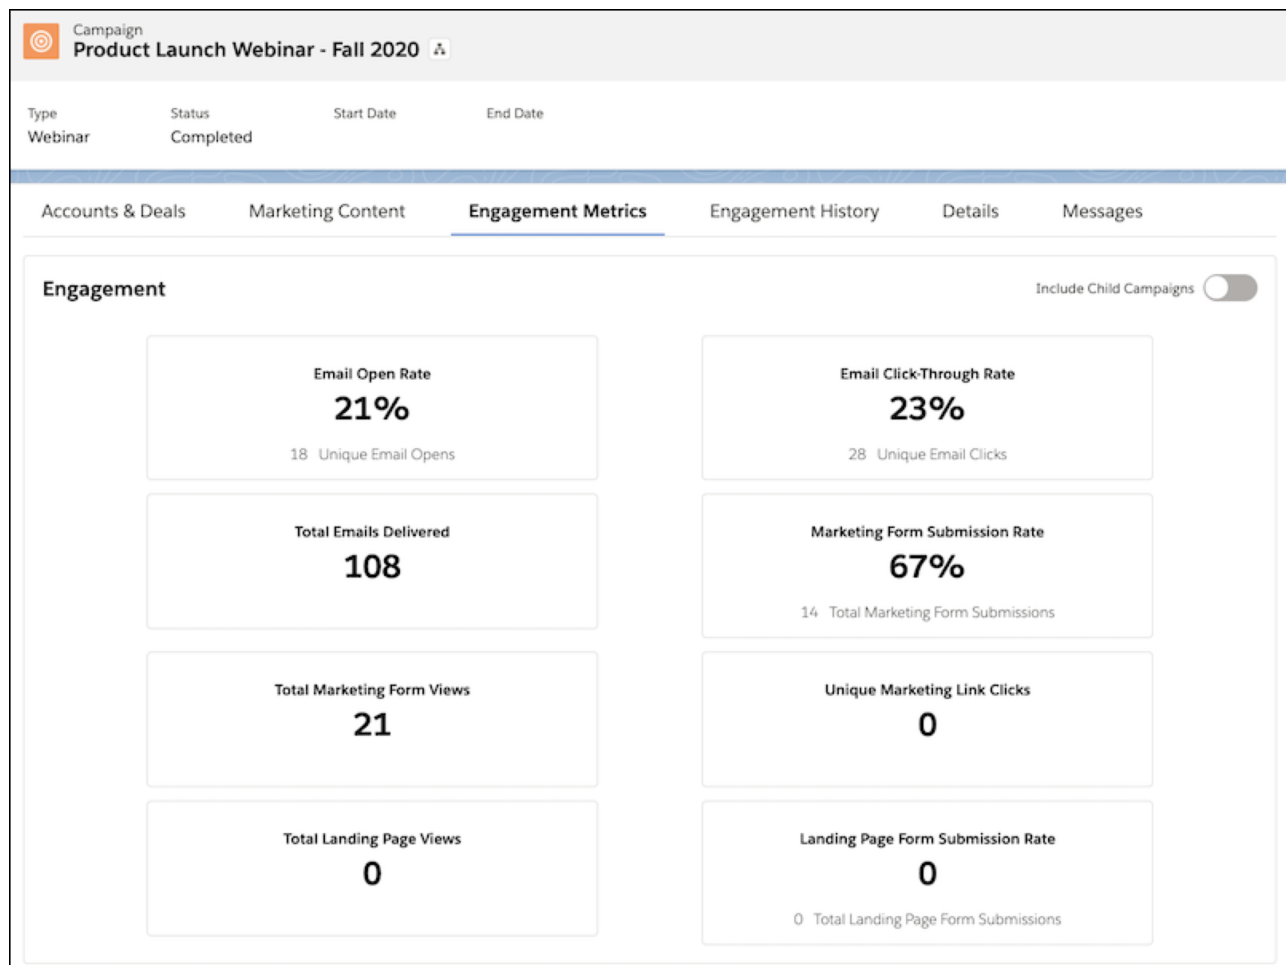 Campaign
Product Launch Webinar - Fall 2020
Type Status Start Date End Date
Webinar Completed
Accounts & Deals Marketing Content Engagement Metrics Engagement History Details Messages
Engagement Include Child Campaigns
Email Open Rate
21%
18 Unique Email Opens
Email Click-Through Rate
23%
28 Unique Email Clicks
Total Emails Delivered
108
Marketing Form Submission Rate
67%
14 Total Marketing Form Submissions
Total Marketing Form Views
21
Unique Marketing Link Clicks
0
Total Landing Page Views
0
Landing Page Form Submission Rate
0
0 Total Landing Page Form Submissions